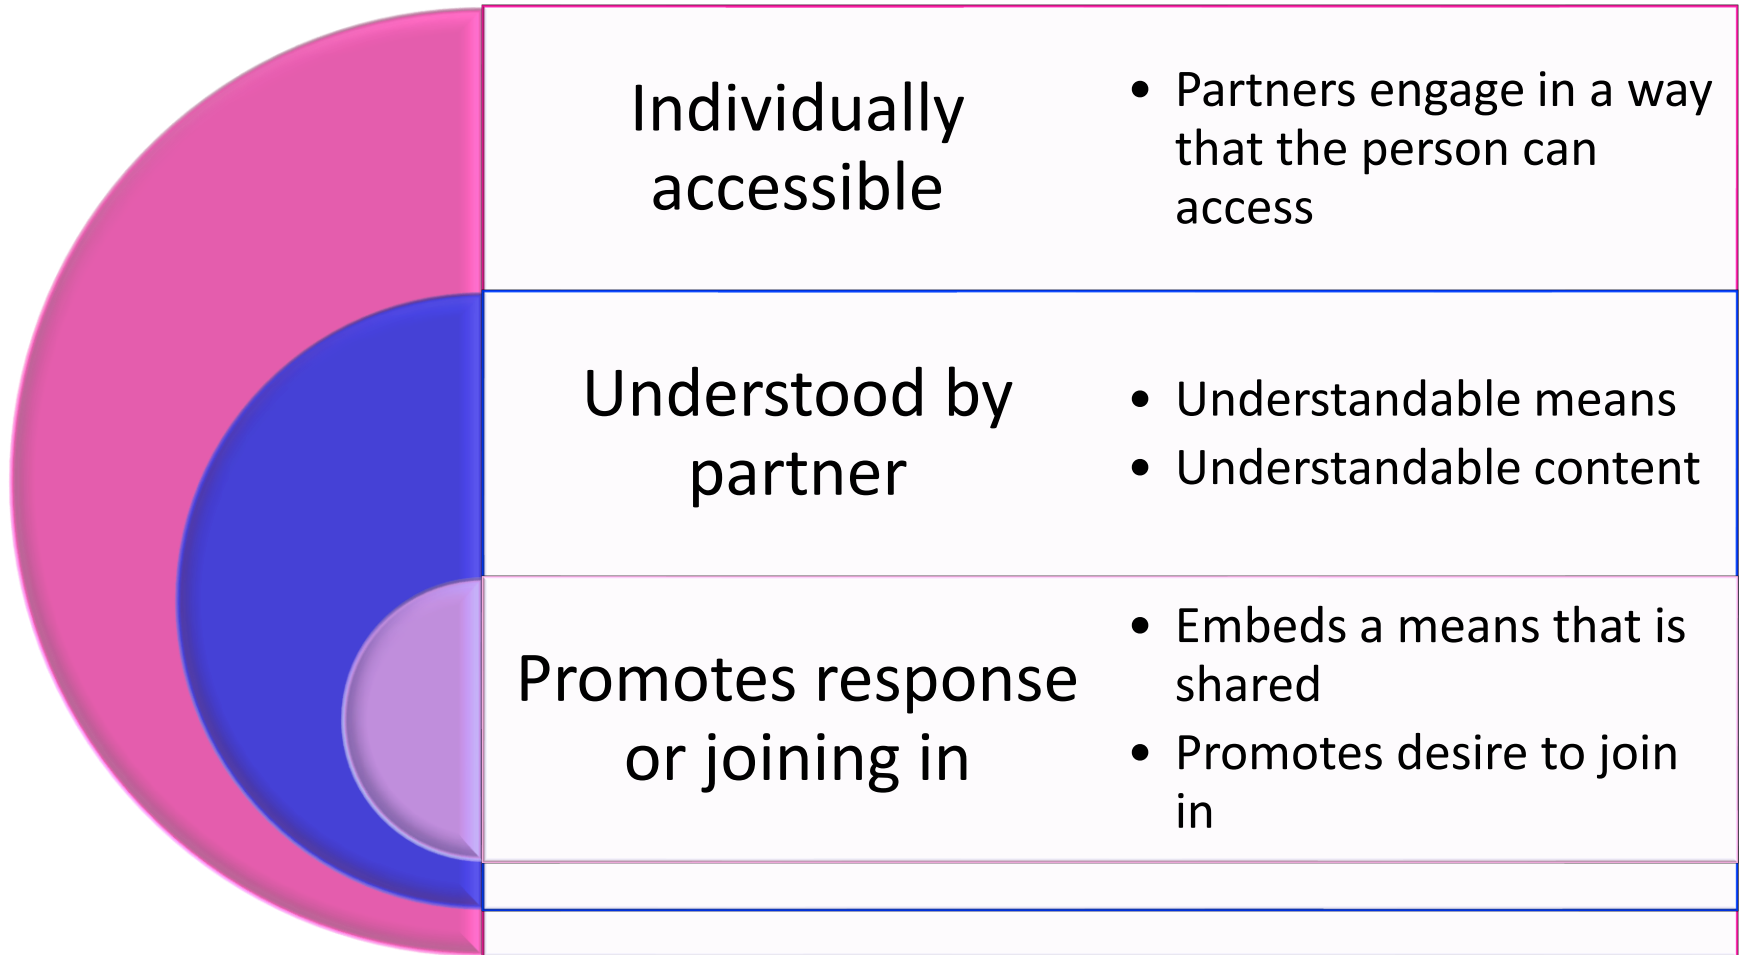 Individually
accessible
• Partners engage in a way
that the person can
access
Understood by
partner
• Understandable means
• Understandable content
Promotes response
or joining in
• Embeds a means that is
shared
• Promotes desire to join
in